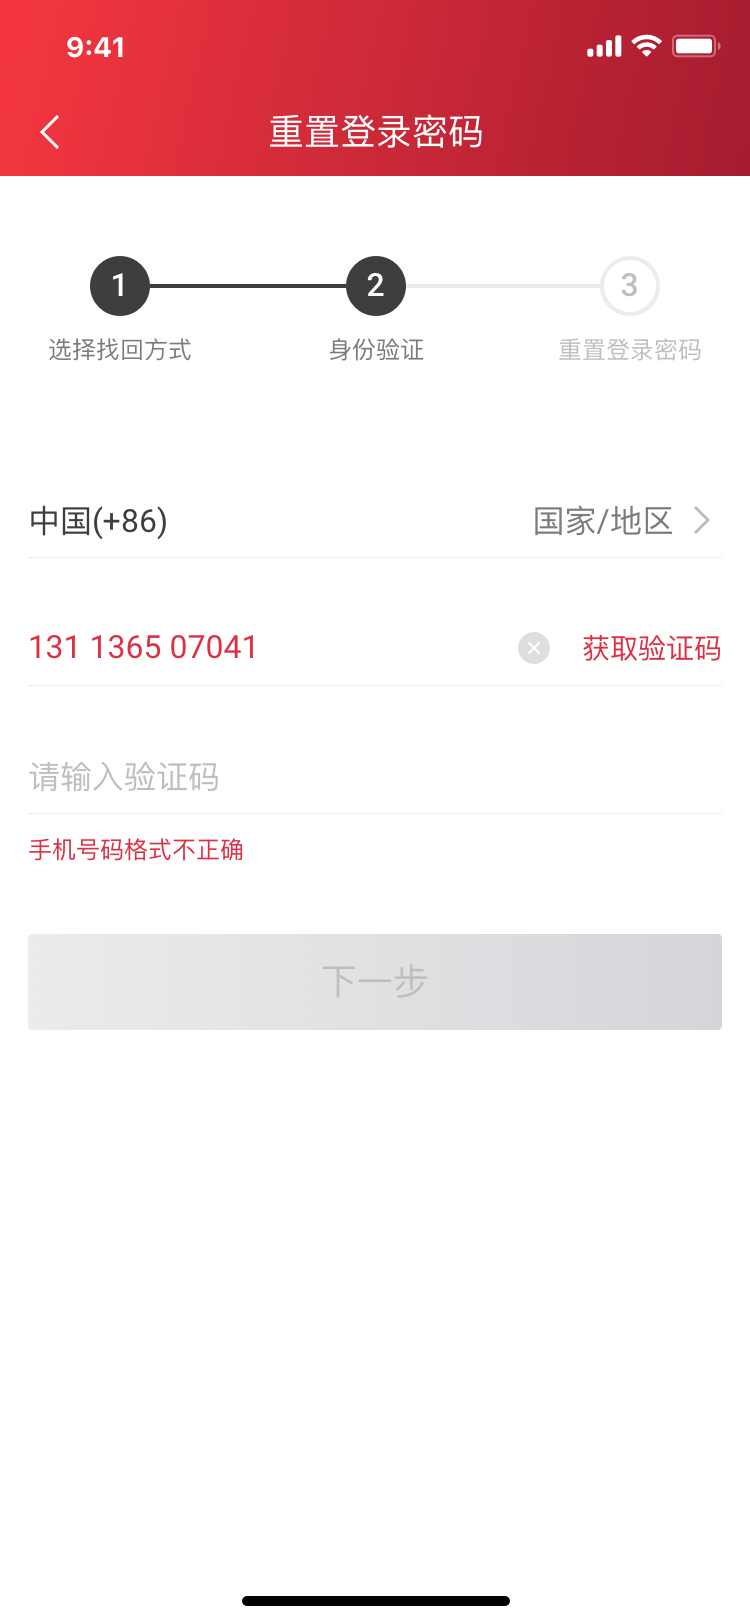 9:41
重置登录密码
1 2 3
选择找回方式 身份验证 重置登录密码
中国(+86) 国家/地区
131 1365 07041 获取验证码
请输入验证码
手机号码格式不正确
下一步